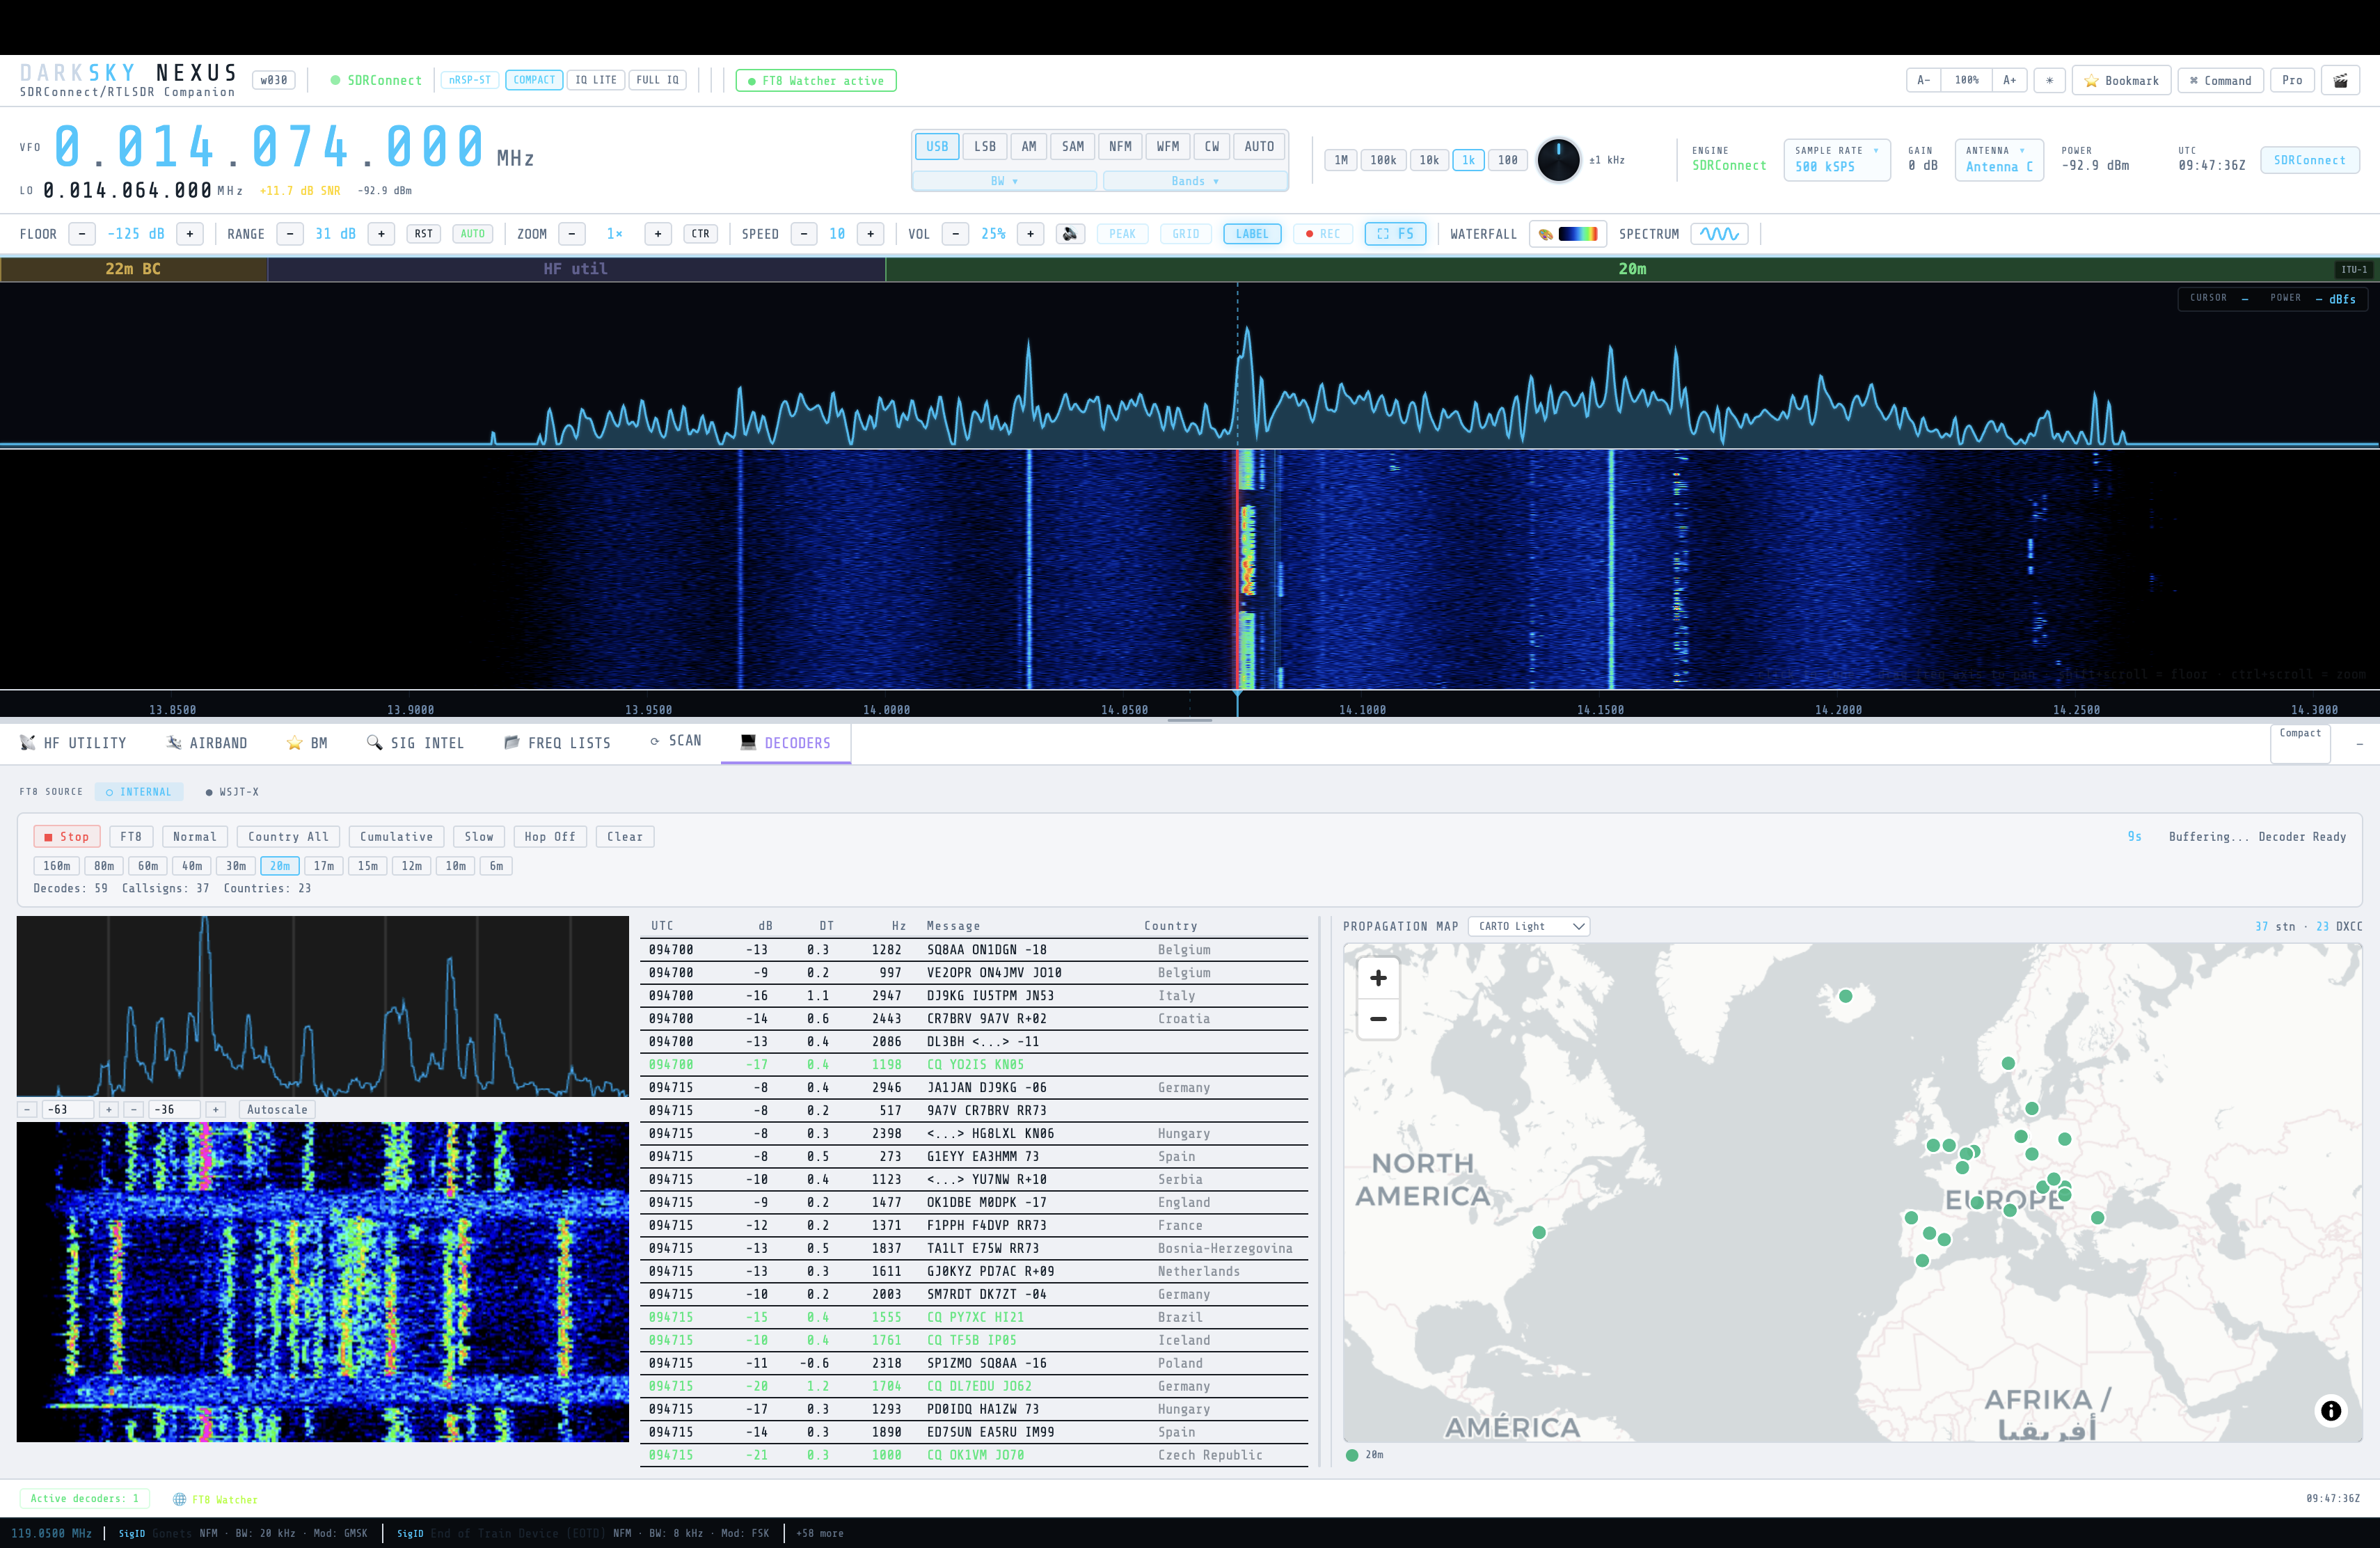 DARKSKY NEXUS
SDRConnect/RTLSDR Companion
w030
SDRConnect
nRSP-ST
COMPACT
IQ LITE
FULL IQ
FT8 Watcher active
A−
100%
A+
Bookmark
⌘ Command
Pro
VFO
0.014.074.000 MHz
LO 0.014.064.000 MHz +11.7 dB SNR -92.9 dBm
USB LSB AM SAM NFM WFM CW AUTO
BW ▾ Bands ▾
1M 100k 10k 1k 100
±1 kHz
ENGINE
SDRConnect
SAMPLE RATE ▾
500 kSPS
GAIN
0 dB
ANTENNA ▾
Antenna C
POWER
-92.9 dBm
UTC
09:47:36Z
SDRConnect
FLOOR − -125 dB + RANGE − 31 dB + RST AUTO ZOOM − 1× + CTR SPEED − 10 + VOL − 25% + PEAK GRID LABEL REC FS WATERFALL SPECTRUM
22m BC
HF util
20m
ITU-1
CURSOR — POWER — dBfs
shift+scroll = floor · ctrl+scroll = zoom
13.8500 13.9000 13.9500 14.0000 14.0500 14.1000 14.1500 14.2000 14.2500 14.3000
HF UTILITY AIRBAND BM SIG INTEL FREQ LISTS SCAN DECODERS
Compact
—
FT8 SOURCE INTERNAL WSJT-X
Stop FT8 Normal Country All Cumulative Slow Hop Off Clear
9s Buffering... Decoder Ready
160m 80m 60m 40m 30m 20m 17m 15m 12m 10m 6m
Decodes: 59 Callsigns: 37 Countries: 23
− -63 + − -36 + Autoscale
UTC dB DT Hz Message Country
094700 -13 0.3 1282 SQ8AA ON1DGN -18 Belgium
094700 -9 0.2 997 VE2OPR ON4JMV JO10 Belgium
094700 -16 1.1 2947 DJ9KG IU5TPM JN53 Italy
094700 -14 0.6 2443 CR7BRV 9A7V R+02 Croatia
094700 -13 0.4 2086 DL3BH <...> -11
094700 -17 0.4 1198 CQ YO2IS KN05
094715 -8 0.4 2946 JA1JAN DJ9KG -06 Germany
094715 -8 0.2 517 9A7V CR7BRV RR73
094715 -8 0.3 2398 <...> HG8LXL KN06 Hungary
094715 -8 0.5 273 G1EYY EA3HMM 73 Spain
094715 -10 0.4 1123 <...> YU7NW R+10 Serbia
094715 -9 0.2 1477 OK1DBE M0DPK -17 England
094715 -12 0.2 1371 F1PPH F4DVP RR73 France
094715 -13 0.5 1837 TA1LT E75W RR73 Bosnia-Herzegovina
094715 -13 0.3 1611 GJ0KYZ PD7AC R+09 Netherlands
094715 -10 0.2 2003 SM7RDT DK7ZT -04 Germany
094715 -15 0.4 1555 CQ PY7XC HI21 Brazil
094715 -10 0.4 1761 CQ TF5B IP05 Iceland
094715 -11 -0.6 2318 SP1ZMO SQ8AA -16 Poland
094715 -20 1.2 1704 CQ DL7EDU JO62 Germany
094715 -17 0.3 1293 PD0IDQ HA1ZW 73 Hungary
094715 -14 0.3 1890 ED7SUN EA5RU IM99 Spain
094715 -21 0.3 1000 CQ OK1VM JO70 Czech Republic
PROPAGATION MAP CARTO Light
37 stn · 23 DXCC
+
−
NORTH
AMERICA
EUROPE
AFRIKA /
أفريقيا
AMÉRICA
20m
Active decoders: 1
FT8 Watcher
09:47:36Z
119.0500 MHz SigID Gonets NFM · BW: 20 kHz · Mod: GMSK SigID End of Train Device [EOTD] NFM · BW: 8 kHz · Mod: FSK +58 more